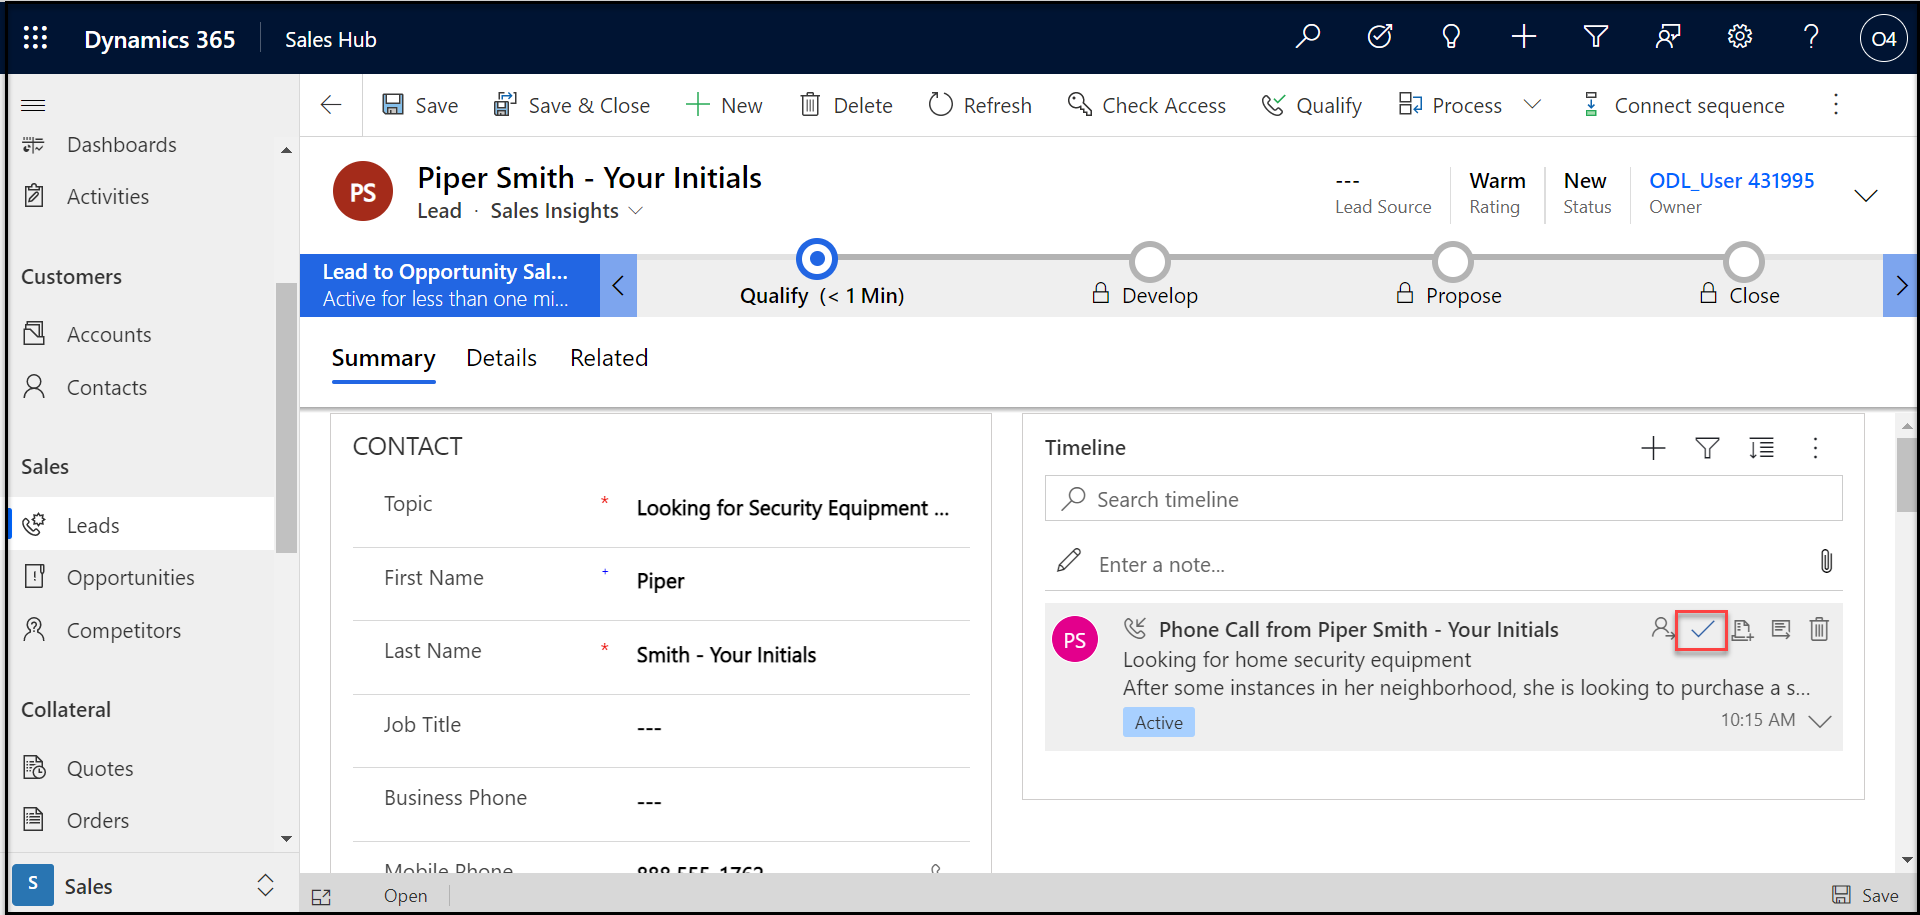 Dynamics 365
Sales Hub
O4
Save
Save & Close
New
Delete
Refresh
Check Access
Qualify
Process
Connect sequence
Dashboards
Activities
Customers
Accounts
Contacts
Sales
Leads
Opportunities
Competitors
Collateral
Quotes
Orders
S
Sales
PS
Piper Smith - Your Initials
Lead · Sales Insights
---
Lead Source
Warm
Rating
New
Status
ODL_User 431995
Owner
Lead to Opportunity Sal...
Active for less than one mi...
Qualify (< 1 Min)
Develop
Propose
Close
Summary
Details
Related
CONTACT
Topic * Looking for Security Equipment ...
First Name + Piper
Last Name * Smith - Your Initials
Job Title ---
Business Phone ---
Mobile Phone 888-555-1762
Timeline
Search timeline
Enter a note...
PS
Phone Call from Piper Smith - Your Initials
Looking for home security equipment
After some instances in her neighborhood, she is looking to purchase a s...
Active
10:15 AM
Open
Save